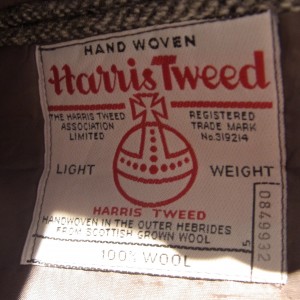 HAND WOVEN
Harris Tweed
THE HARRIS TWEED
ASSOCIATION
LIMITED
REGISTERED
TRADE MARK
No.319214
LIGHT WEIGHT
HARRIS TWEED
HANDWOVEN IN THE OUTER HEBRIDES
FROM SCOTTISH GROWN WOOL
100% WOOL
5
0849932